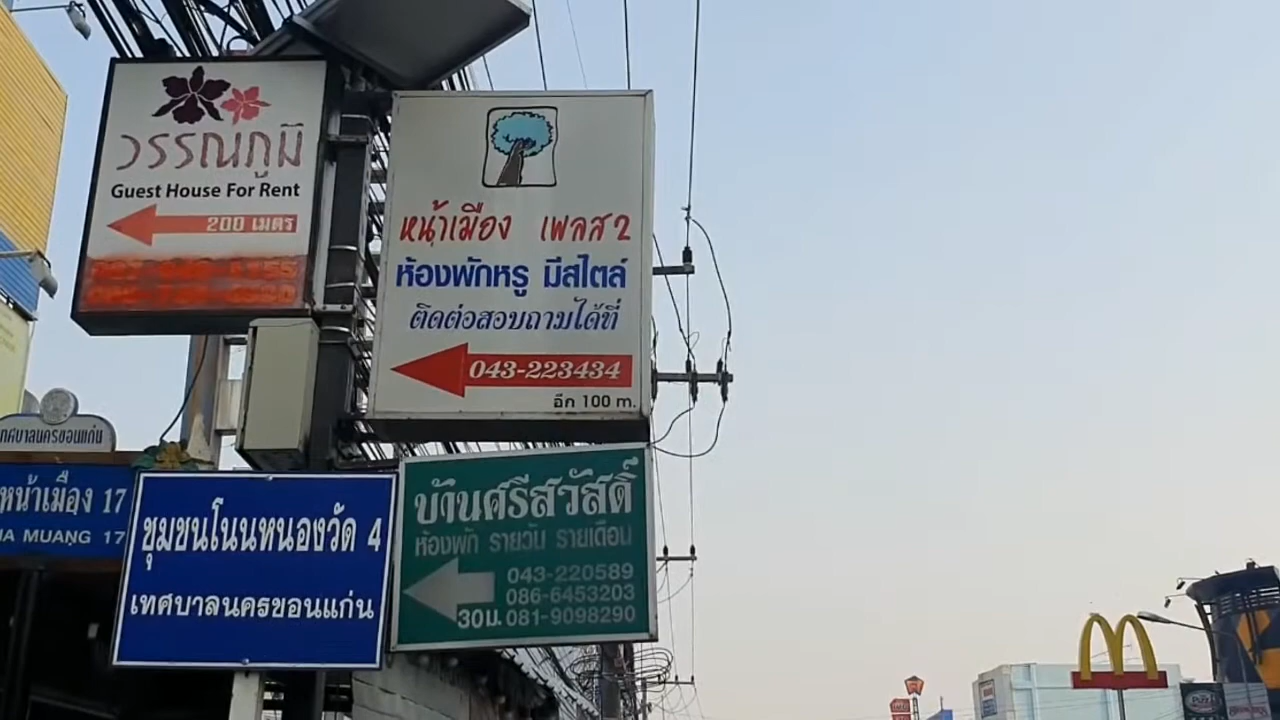 วรรณภูมิ
Guest House For Rent
200 เมตร
หน้าเมือง เพลส 2
ห้องพักหรู มีสไตล์
ติดต่อสอบถามได้ที่
043-223434
อีก 100 m.
เทศบาลนครขอนแก่น
หน้าเมือง 17
NA MUANG 17
ชุมชนโนนหนองวัด 4
เทศบาลนครขอนแก่น
บ้านศรีสวัสดิ์
ห้องพัก รายวัน รายเดือน
043-220589
086-6453203
30ม. 081-9098290